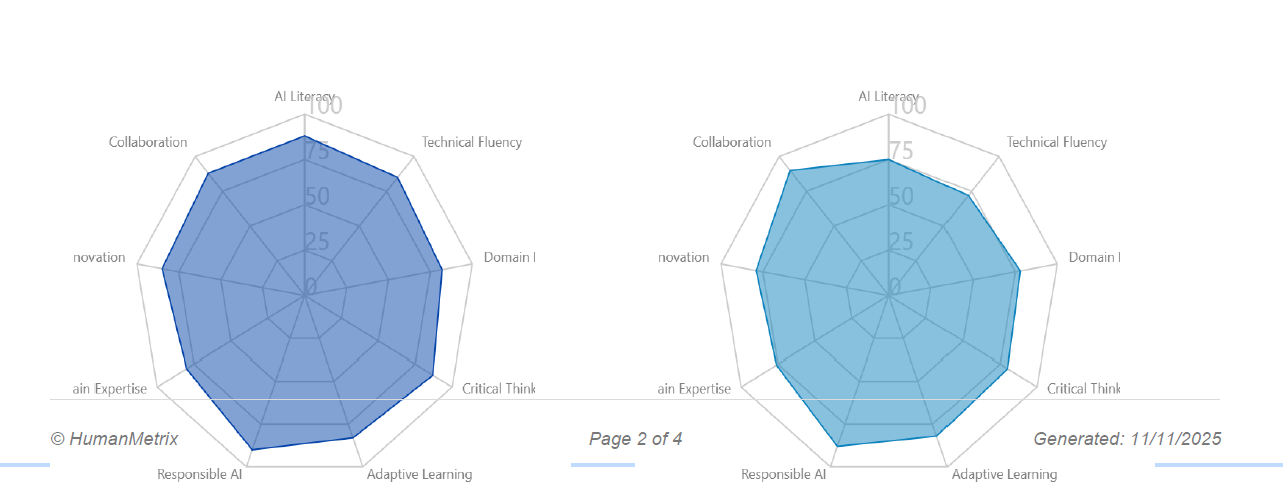 AI Literacy
100
Collaboration
Technical Fluency
75
50
novation
Domain I
25
0
ain Expertise
Critical Think
Responsible AI
Adaptive Learning
AI Literacy
100
Collaboration
Technical Fluency
75
50
novation
Domain I
25
0
ain Expertise
Critical Think
Responsible AI
Adaptive Learning
© HumanMetrix
Page 2 of 4
Generated: 11/11/2025